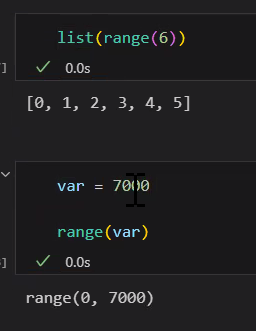 list(range(6))
]
0.0s
[0, 1, 2, 3, 4, 5]
var = 7000
range(var)
]
0.0s
range(0, 7000)